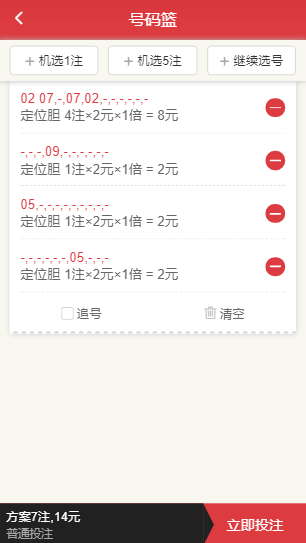 号码篮
+ 机选1注
+ 机选5注
+ 继续选号
02 07,-,07,02,-,-,-,-,-,-
定位胆 4注×2元×1倍 = 8元
-,-,-,09,-,-,-,-,-,-
定位胆 1注×2元×1倍 = 2元
05,-,-,-,-,-,-,-,-,-
定位胆 1注×2元×1倍 = 2元
-,-,-,-,-,-,05,-,-,-
定位胆 1注×2元×1倍 = 2元
追号
清空
方案7注,14元
普通投注
立即投注